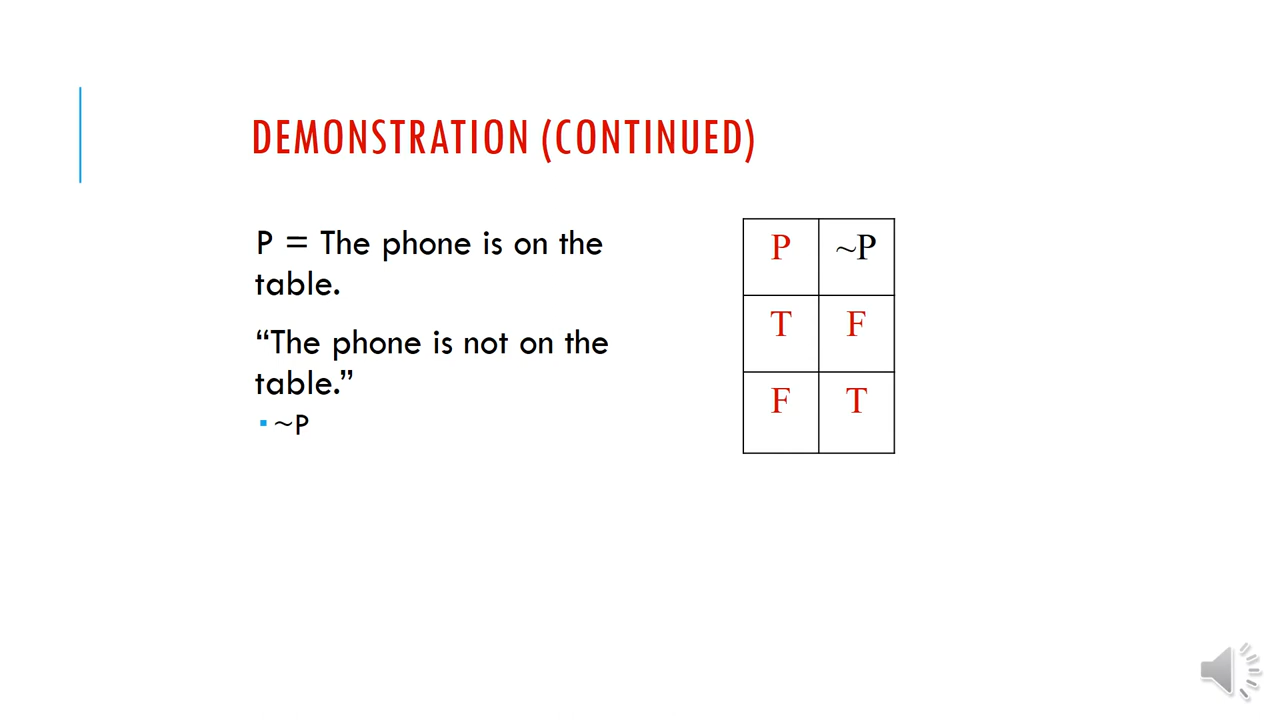 DEMONSTRATION (CONTINUED)
P = The phone is on the
table.
“The phone is not on the
table.”
~P
P ~P
T F
F T